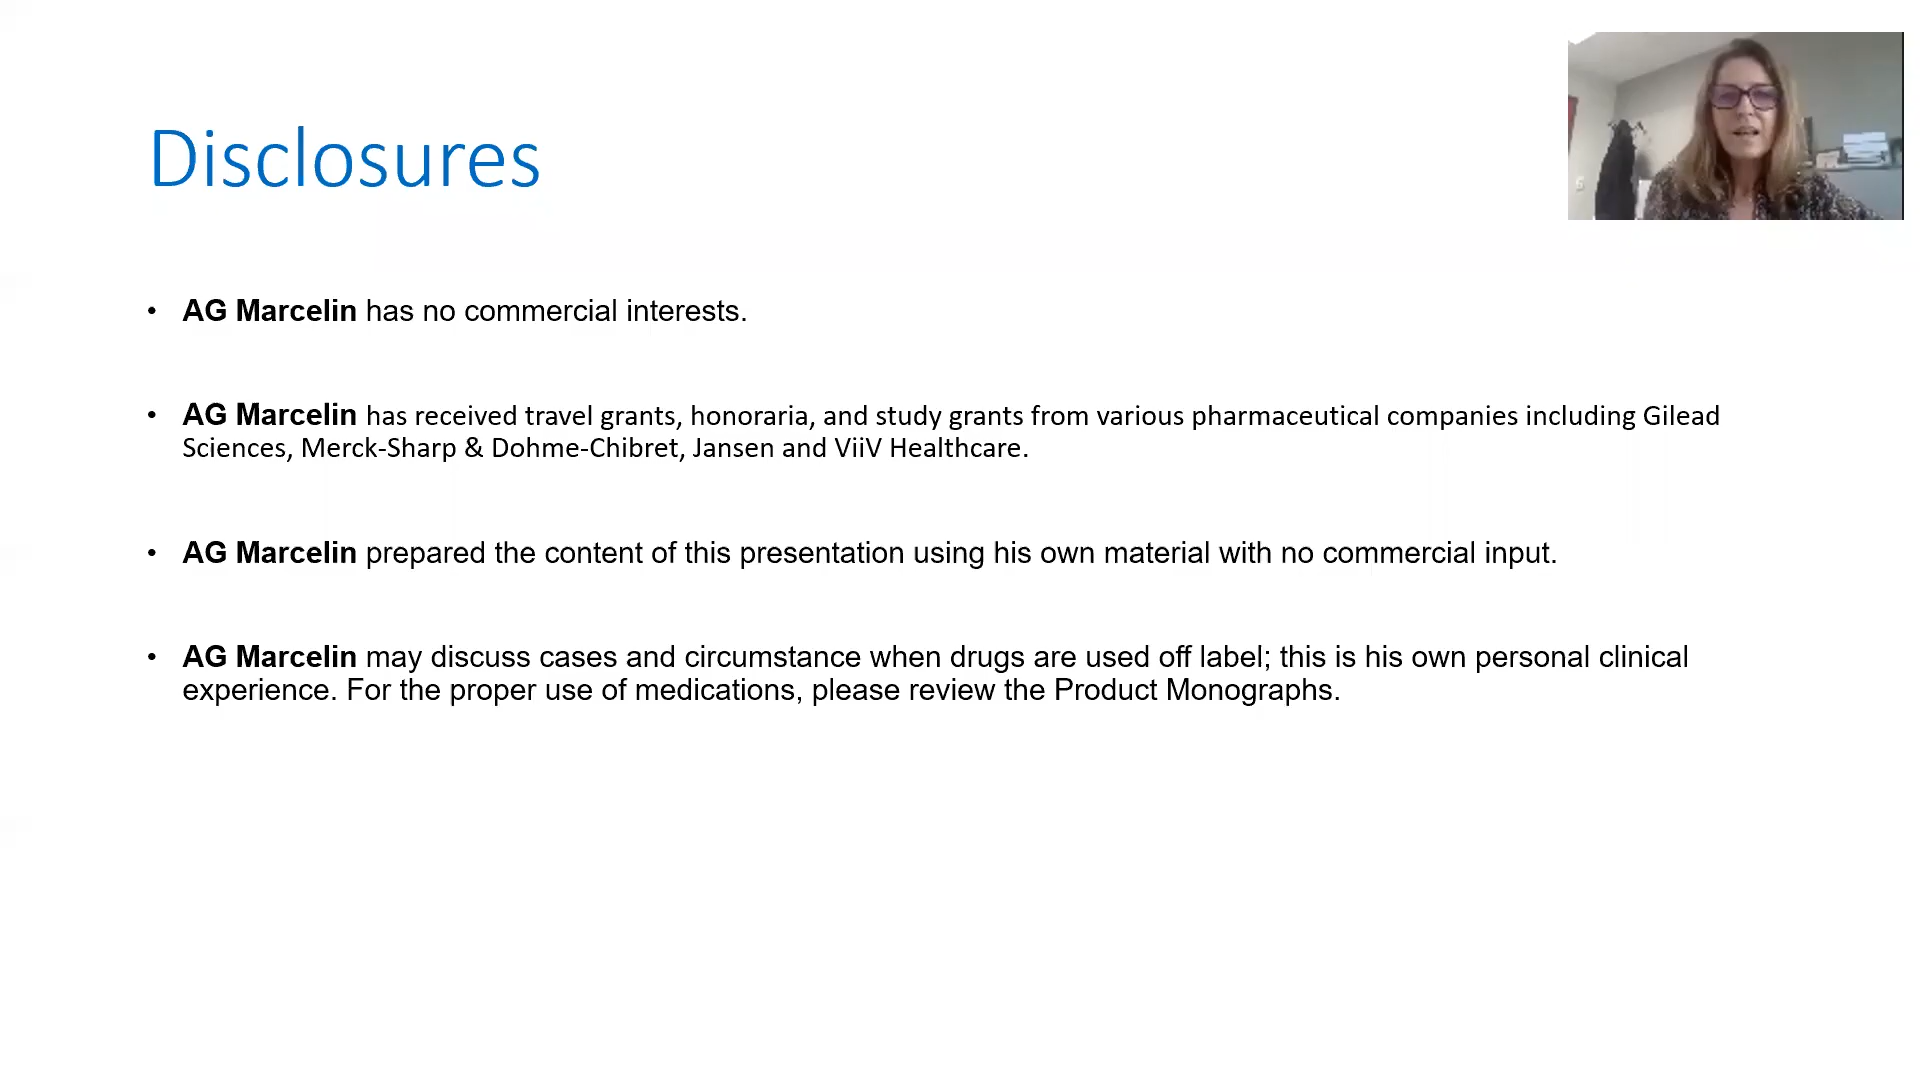 Disclosures
• AG Marcelin has no commercial interests.
• AG Marcelin has received travel grants, honoraria, and study grants from various pharmaceutical companies including Gilead
Sciences, Merck-Sharp & Dohme-Chibret, Jansen and ViiV Healthcare.
• AG Marcelin prepared the content of this presentation using his own material with no commercial input.
• AG Marcelin may discuss cases and circumstance when drugs are used off label; this is his own personal clinical
experience. For the proper use of medications, please review the Product Monographs.